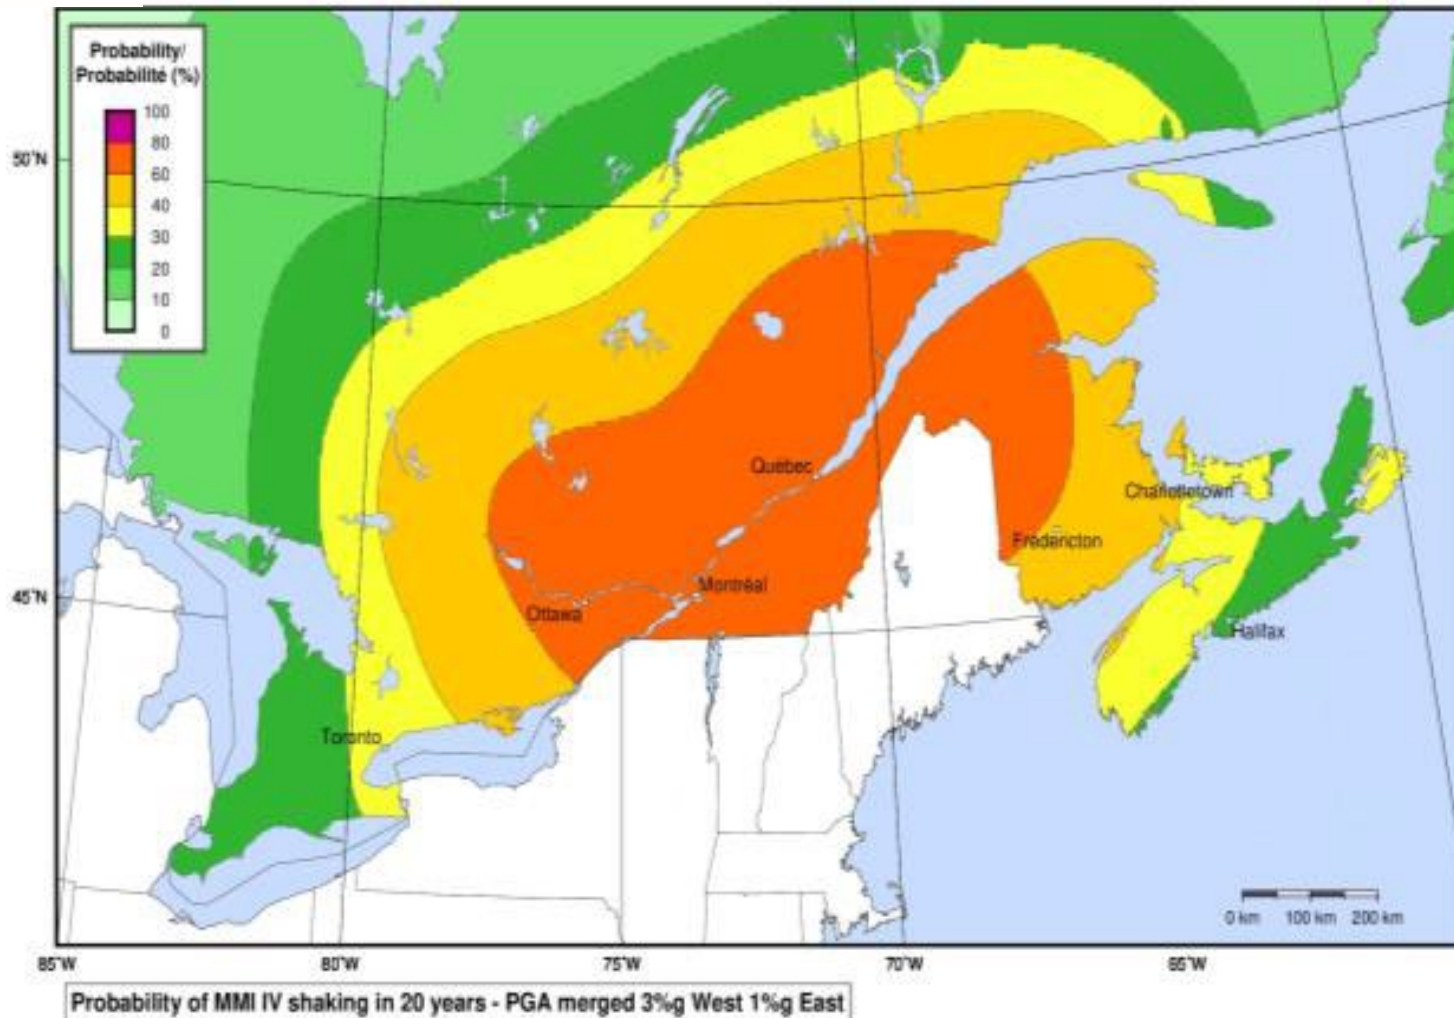 Probability/
Probabilité (%)
100
80
60
40
30
20
10
0
50°N
45°N
Québec
Charlottetown
Fredericton
Montréal
Ottawa
Halifax
Toronto
0 km 100 km 200 km
85°W 80°W 75°W 70°W 65°W
Probability of MMI IV shaking in 20 years - PGA merged 3%g West 1%g East